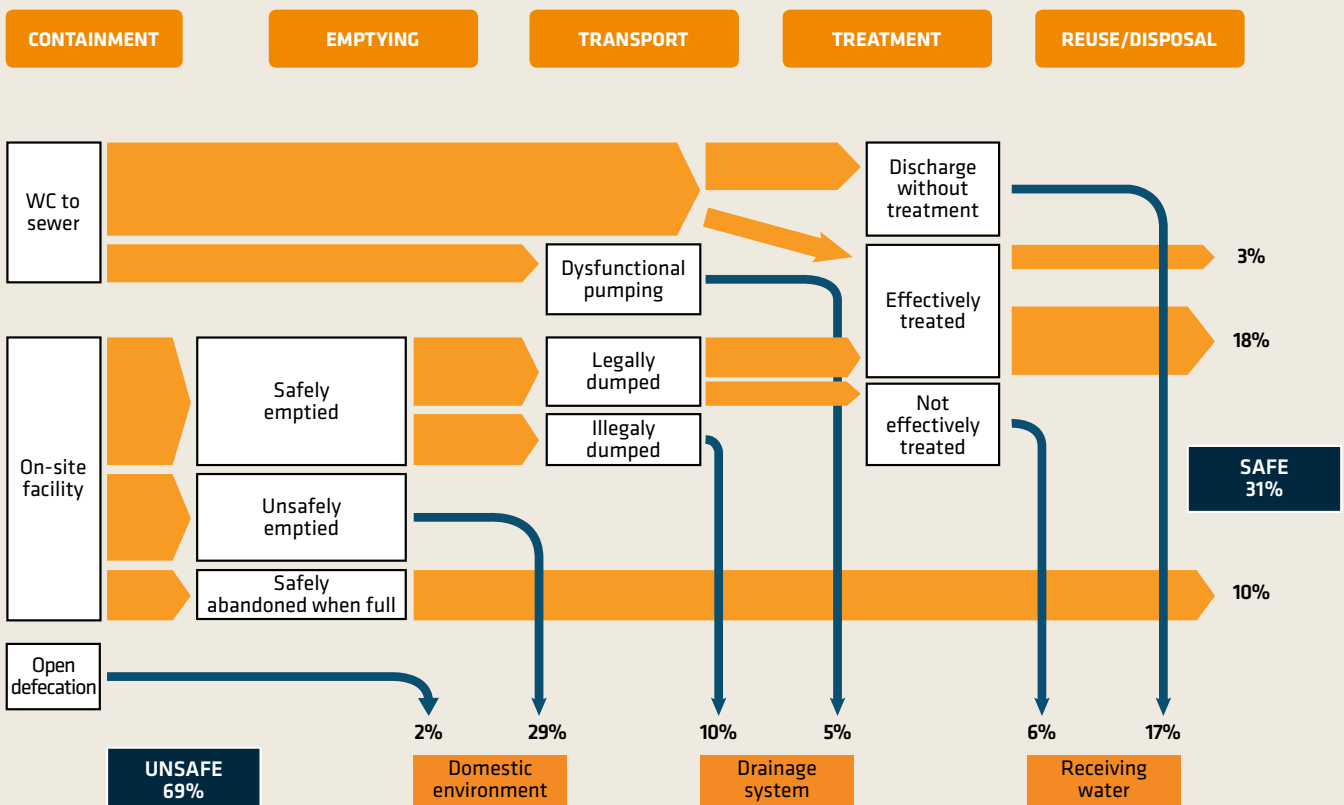 CONTAINMENT
EMPTYING
TRANSPORT
TREATMENT
REUSE/DISPOSAL
WC to
sewer
Discharge
without
treatment
Dysfunctional
pumping
Effectively
treated
3%
18%
On-site
facility
Safely
emptied
Legally
dumped
Illegaly
dumped
Not
effectively
treated
Unsafely
emptied
SAFE
31%
Safely
abandoned when full
10%
Open
defecation
2%
29%
10%
5%
6%
17%
UNSAFE
69%
Domestic
environment
Drainage
system
Receiving
water